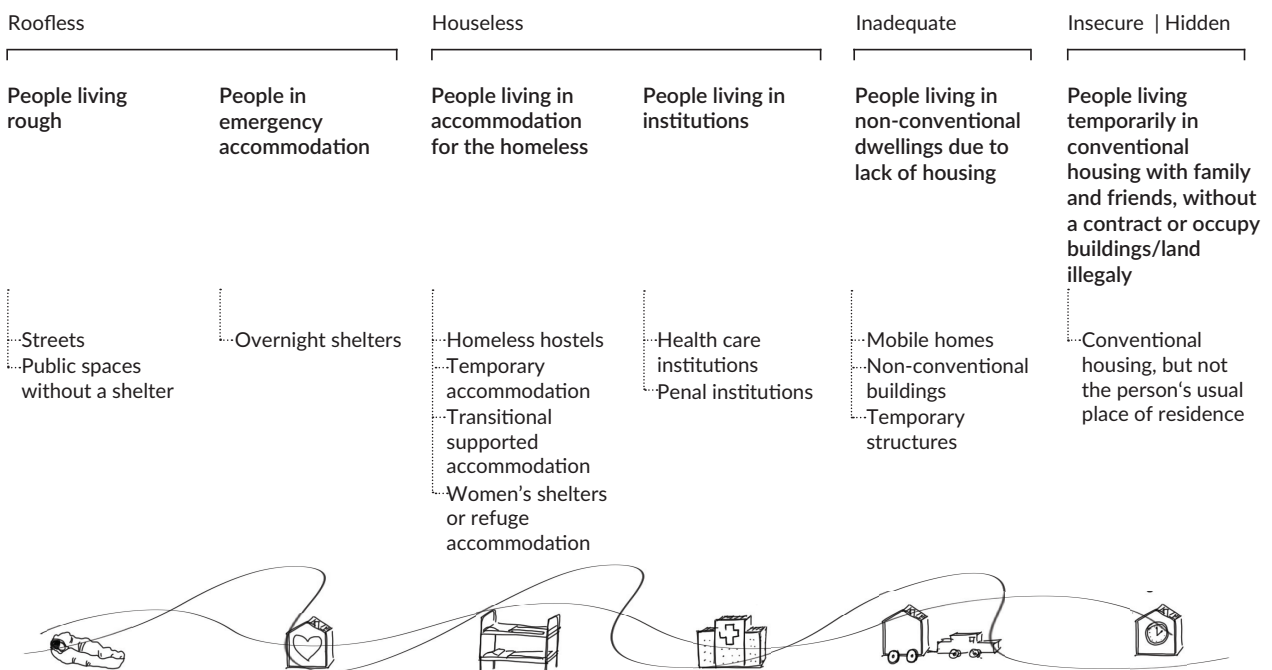 Roofless
Houseless
Inadequate
Insecure | Hidden
People living
rough
People in
emergency
accommodation
People living in
accommodation
for the homeless
People living in
institutions
People living in
non-conventional
dwellings due to
lack of housing
People living
temporarily in
conventional
housing with family
and friends, without
a contract or occupy
buildings/land
illegaly
Streets
Public spaces
without a shelter
Overnight shelters
Homeless hostels
Temporary
accommodation
Transitional
supported
accommodation
Women’s shelters
or refuge
accommodation
Health care
institutions
Penal institutions
Mobile homes
Non-conventional
buildings
Temporary
structures
Conventional
housing, but not
the person‘s usual
place of residence